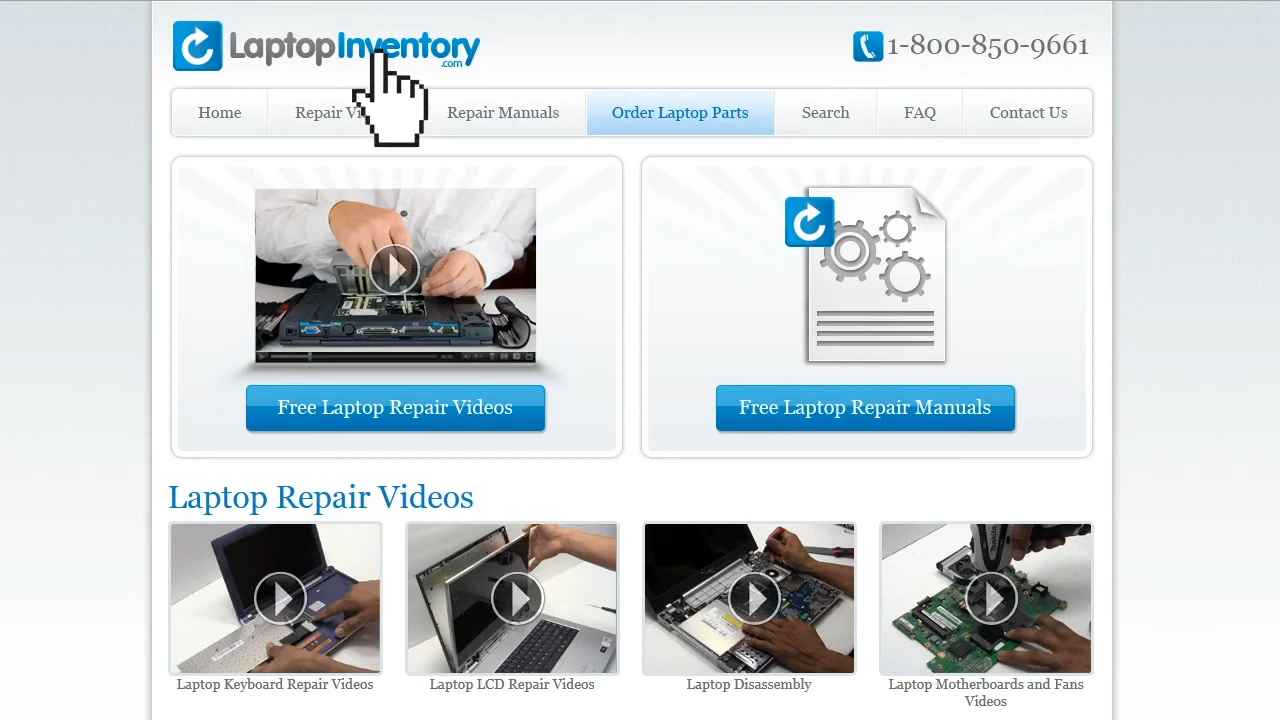 LaptopInventory
.com
1-800-850-9661
Home
Repair Vi
Repair Manuals
Order Laptop Parts
Search
FAQ
Contact Us
Free Laptop Repair Videos
Free Laptop Repair Manuals
Laptop Repair Videos
Laptop Keyboard Repair Videos
Laptop LCD Repair Videos
Laptop Disassembly
Laptop Motherboards and Fans
Videos